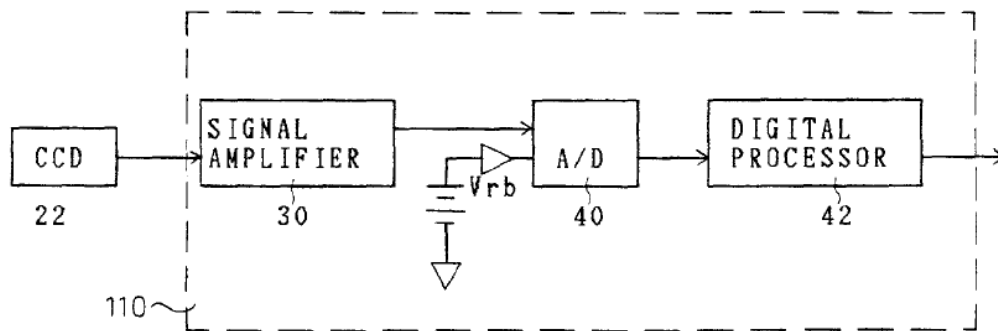 CCD
22
SIGNAL
AMPLIFIER
30
Vrb
A/D
40
DIGITAL
PROCESSOR
42
110